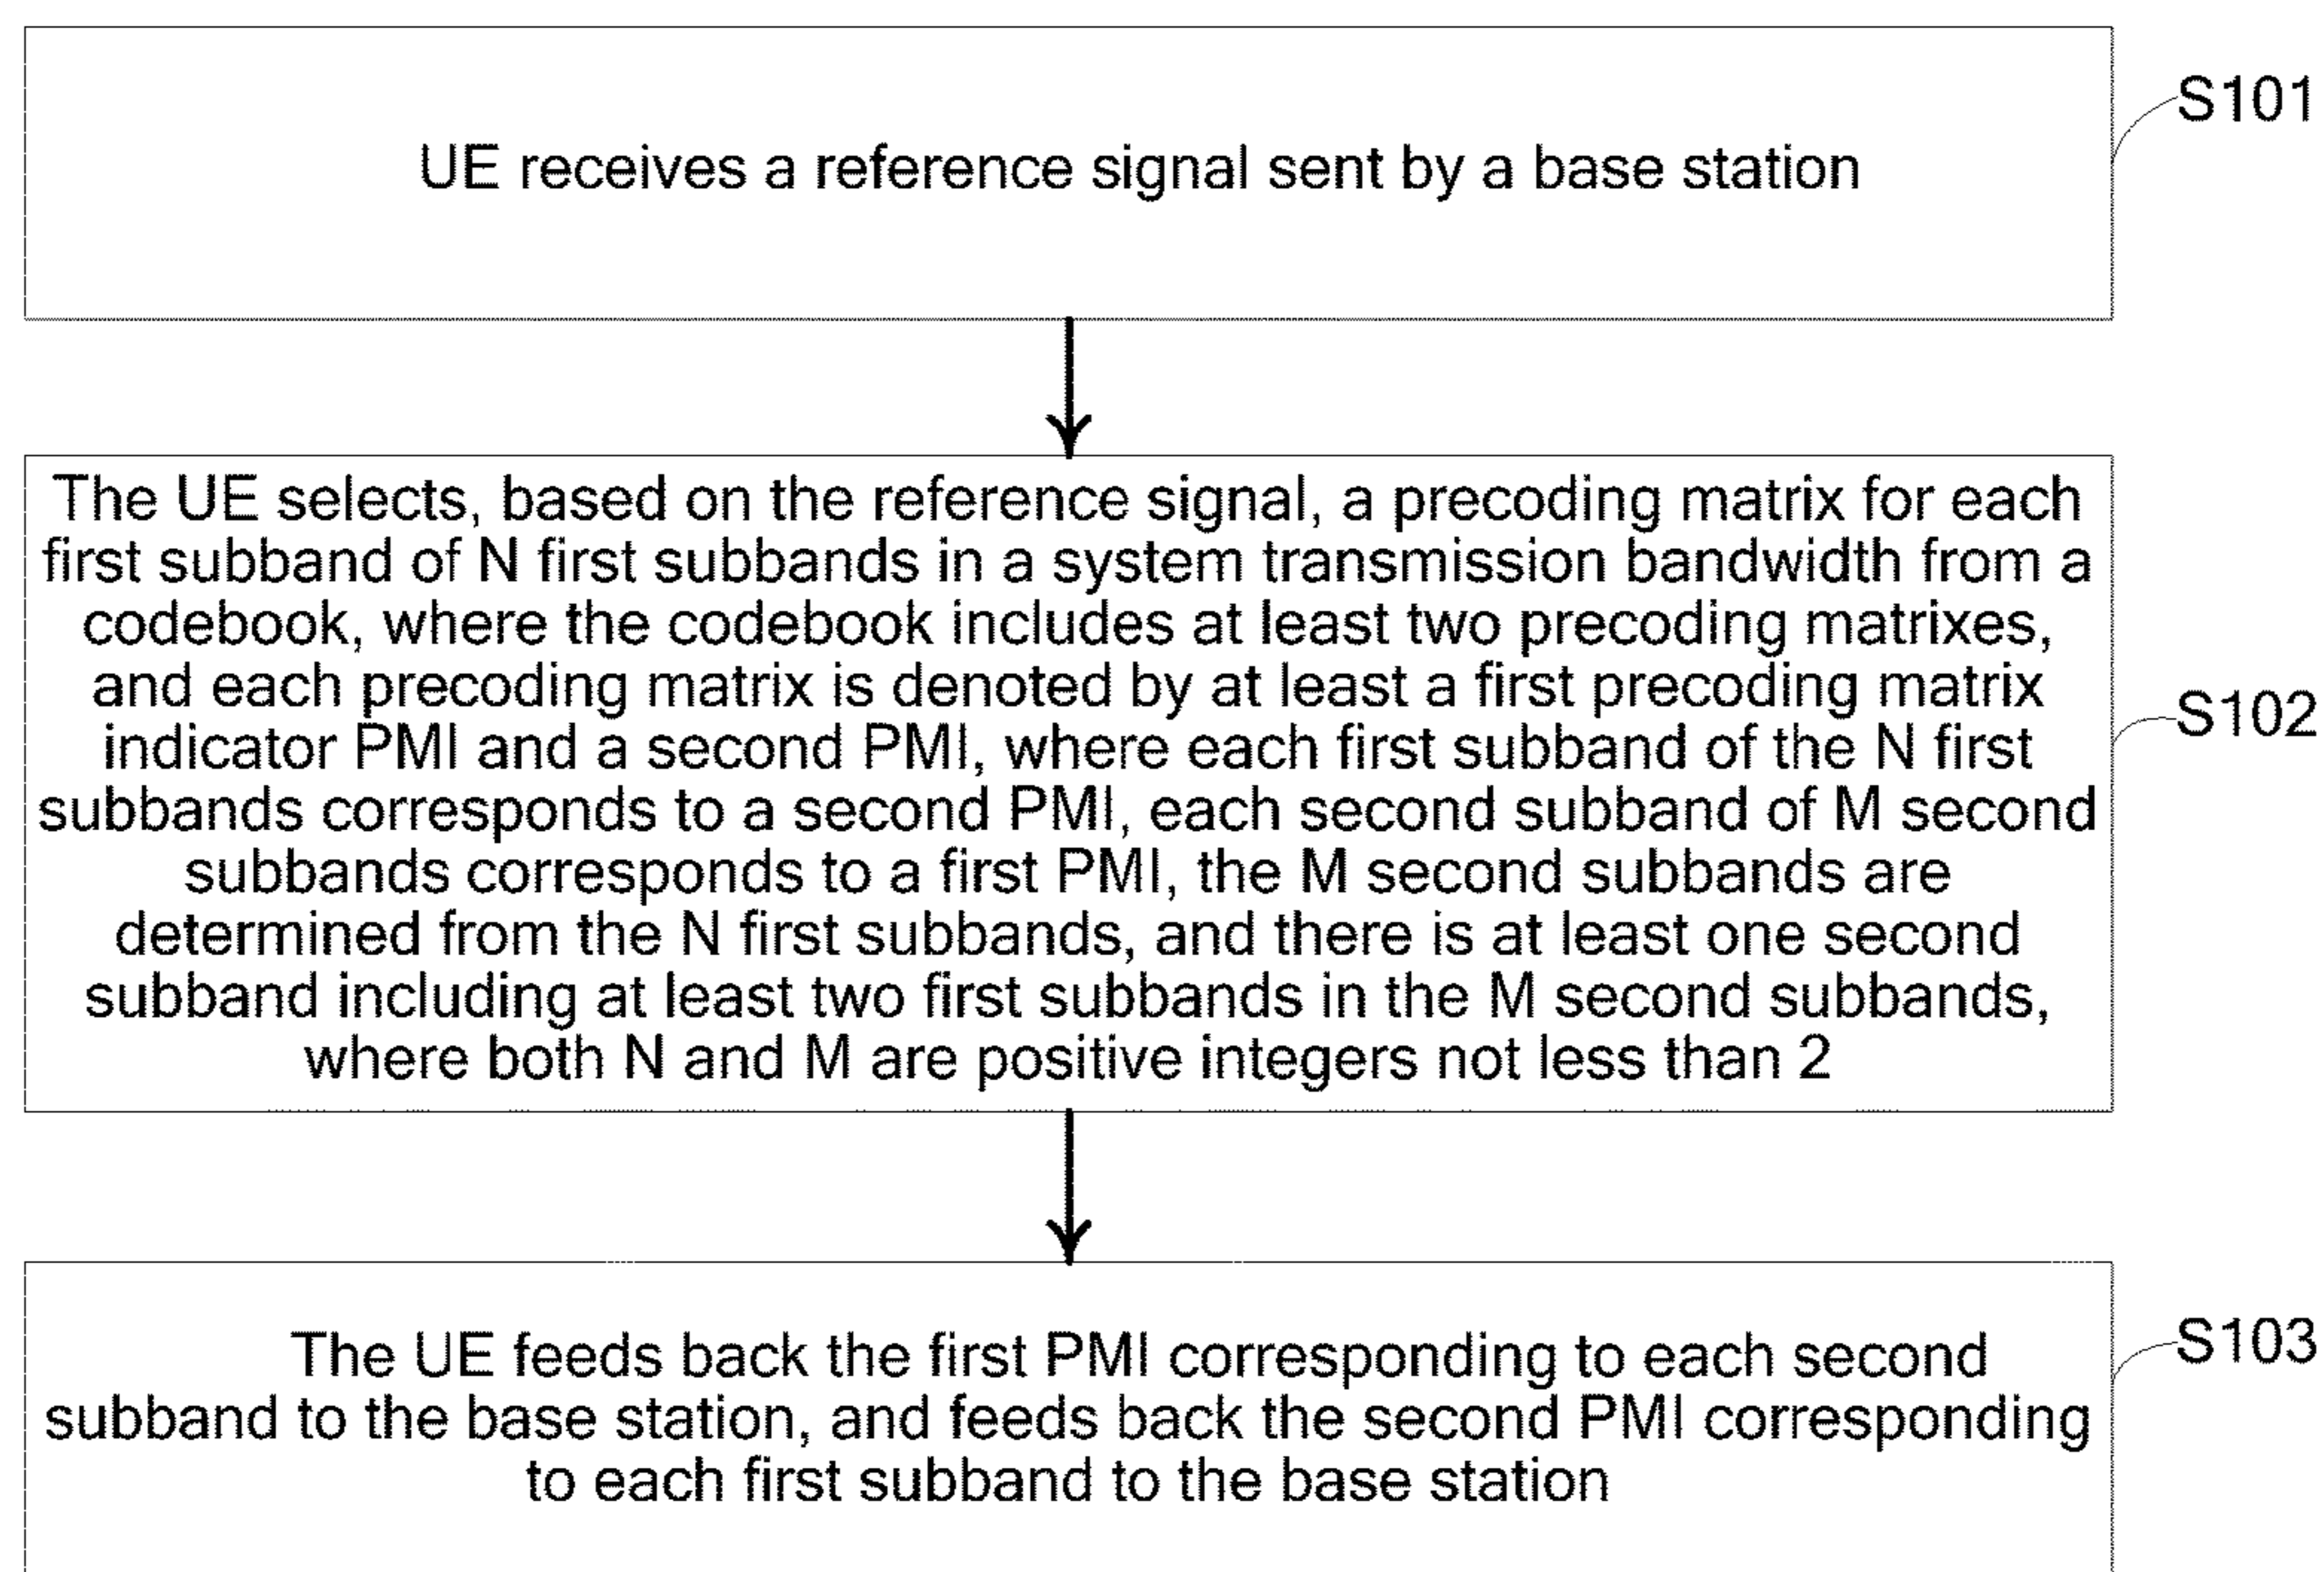 UE receives a reference signal sent by a base station
S101
The UE selects, based on the reference signal, a precoding matrix for each
first subband of N first subbands in a system transmission bandwidth from a
codebook, where the codebook includes at least two precoding matrixes,
and each precoding matrix is denoted by at least a first precoding matrix
indicator PMI and a second PMI, where each first subband of the N first
subbands corresponds to a second PMI, each second subband of M second
subbands corresponds to a first PMI, the M second subbands are
determined from the N first subbands, and there is at least one second
subband including at least two first subbands in the M second subbands,
where both N and M are positive integers not less than 2
S102
The UE feeds back the first PMI corresponding to each second
subband to the base station, and feeds back the second PMI corresponding
to each first subband to the base station
S103